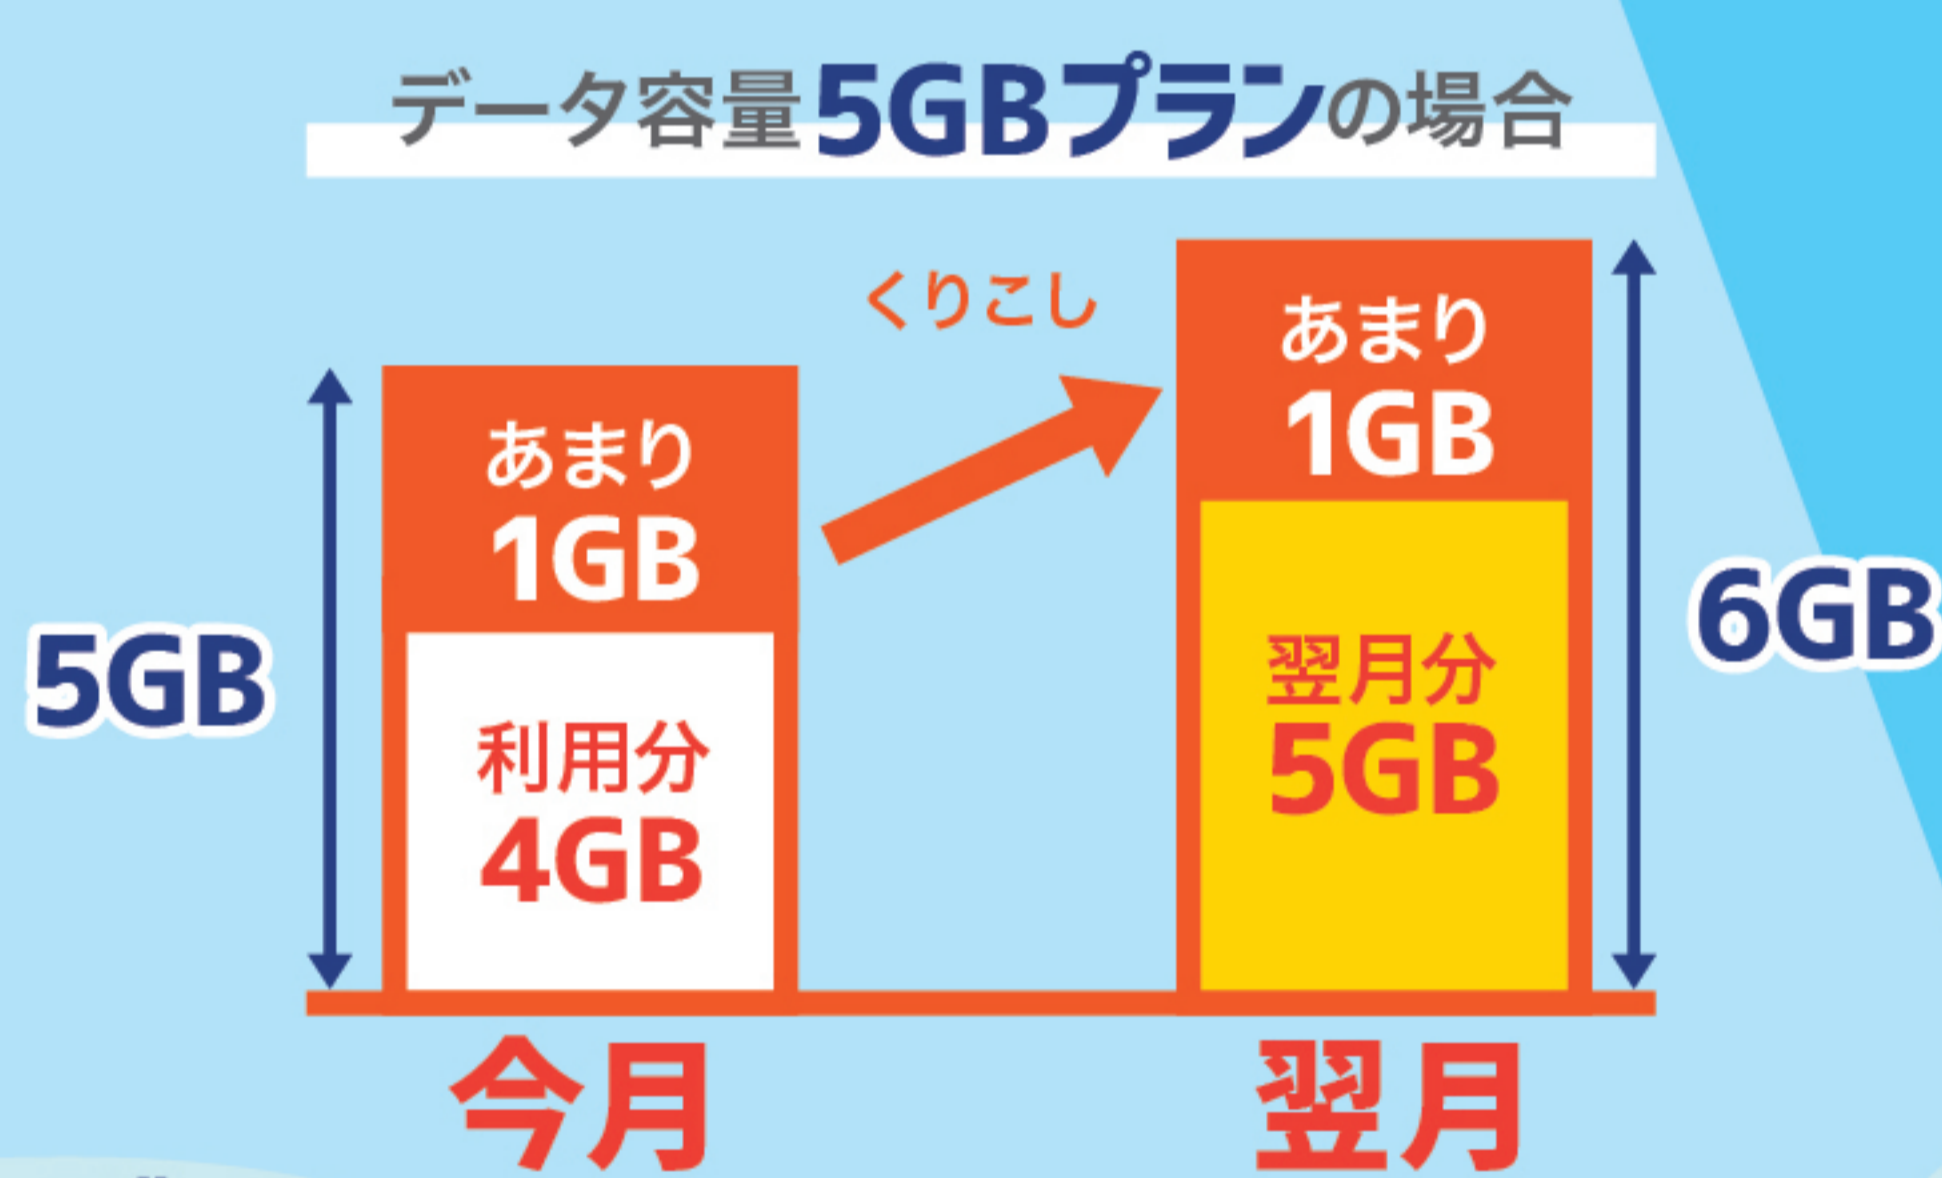 データ容量5GBプランの場合
くりこし
あまり
1GB
利用分
4GB
5GB
今月
あまり
1GB
翌月分
5GB
6GB
翌月